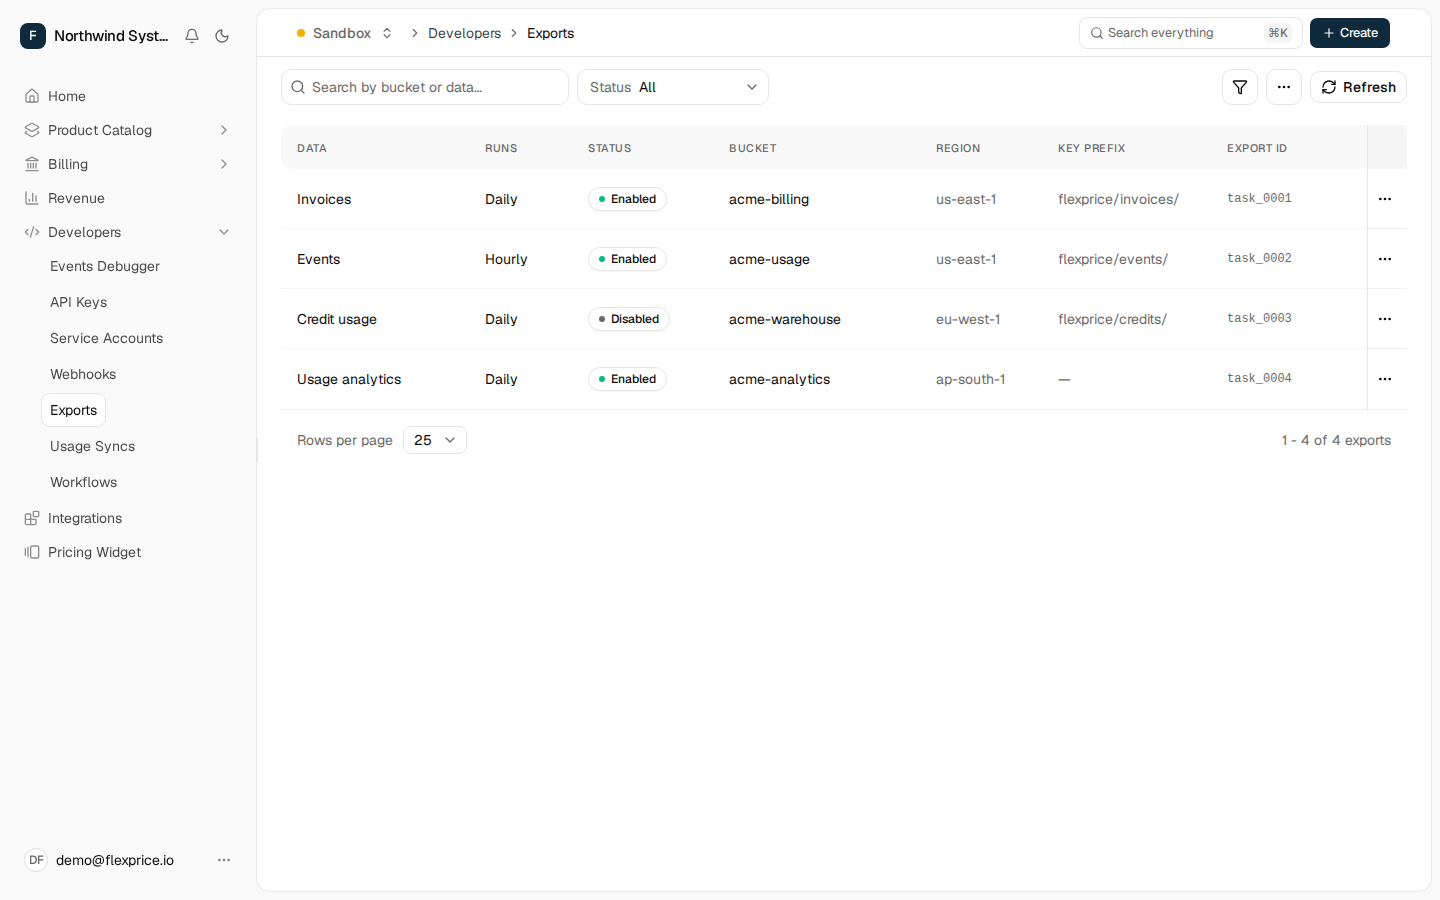 F Northwind Syst...
Sandbox Developers Exports
Search everything ⌘K
Create
Home
Product Catalog
Billing
Revenue
Developers
Events Debugger
API Keys
Service Accounts
Webhooks
Exports
Usage Syncs
Workflows
Integrations
Pricing Widget
DF demo@flexprice.io
Search by bucket or data...
Status All
Refresh
DATA RUNS STATUS BUCKET REGION KEY PREFIX EXPORT ID
Invoices Daily Enabled acme-billing us-east-1 flexprice/invoices/ task_0001
Events Hourly Enabled acme-usage us-east-1 flexprice/events/ task_0002
Credit usage Daily Disabled acme-warehouse eu-west-1 flexprice/credits/ task_0003
Usage analytics Daily Enabled acme-analytics ap-south-1 — task_0004
Rows per page 25
1 - 4 of 4 exports